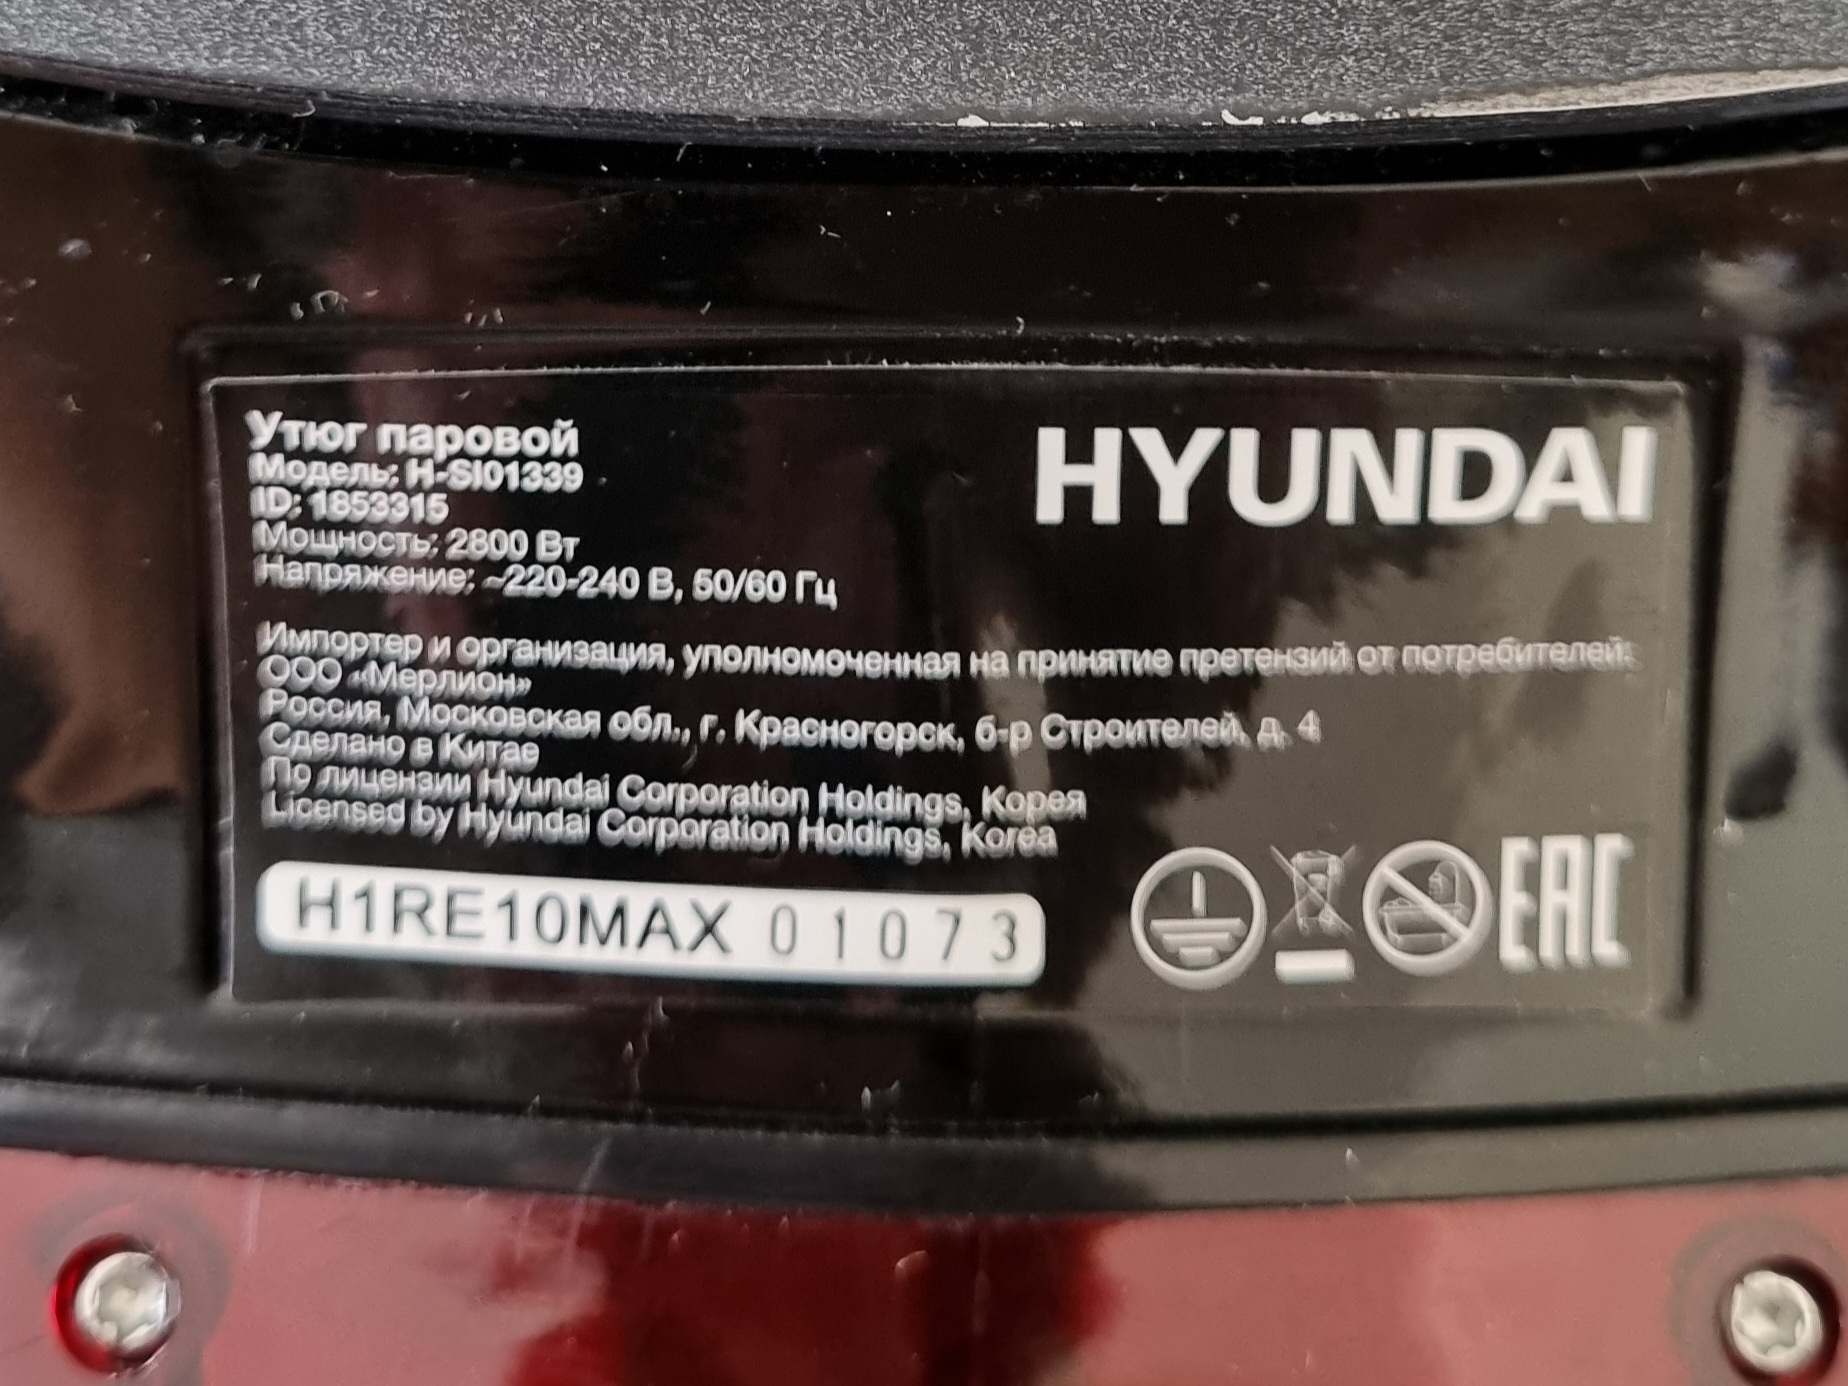 Утюг паровой
Модель: H-SI01339
ID: 1853315
Мощность: 2800 Вт
Напряжение: ~220-240 В, 50/60 Гц
HYUNDAI
Импортер и организация, уполномоченная на принятие претензий от потребителей:
ООО «Мерлион»
Россия, Московская обл., г. Красногорск, б-р Строителей, д. 4
Сделано в Китае
По лицензии Hyundai Corporation Holdings, Корея
Licensed by Hyundai Corporation Holdings, Korea
H1RE10MAX 01073
EAC